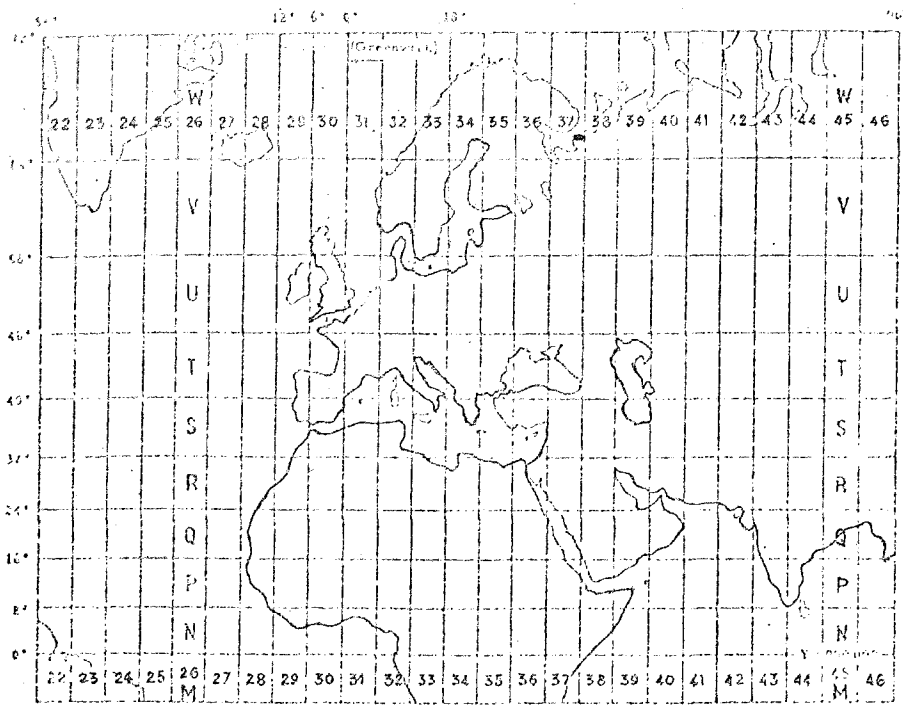 12° 6° 0°
72°
(Greenwich)
W W
22 23 24 25 26 27 28 29 30 31 32 33 34 35 36 37 38 39 40 41 42 43 44 45 46
V V
U U
T T
40°
S S
R R
Q Q
P P
8°
N N
0°
22 23 24 25 26 27 28 29 30 31 32 33 34 35 36 37 38 39 40 41 42 43 44 45 46
M M